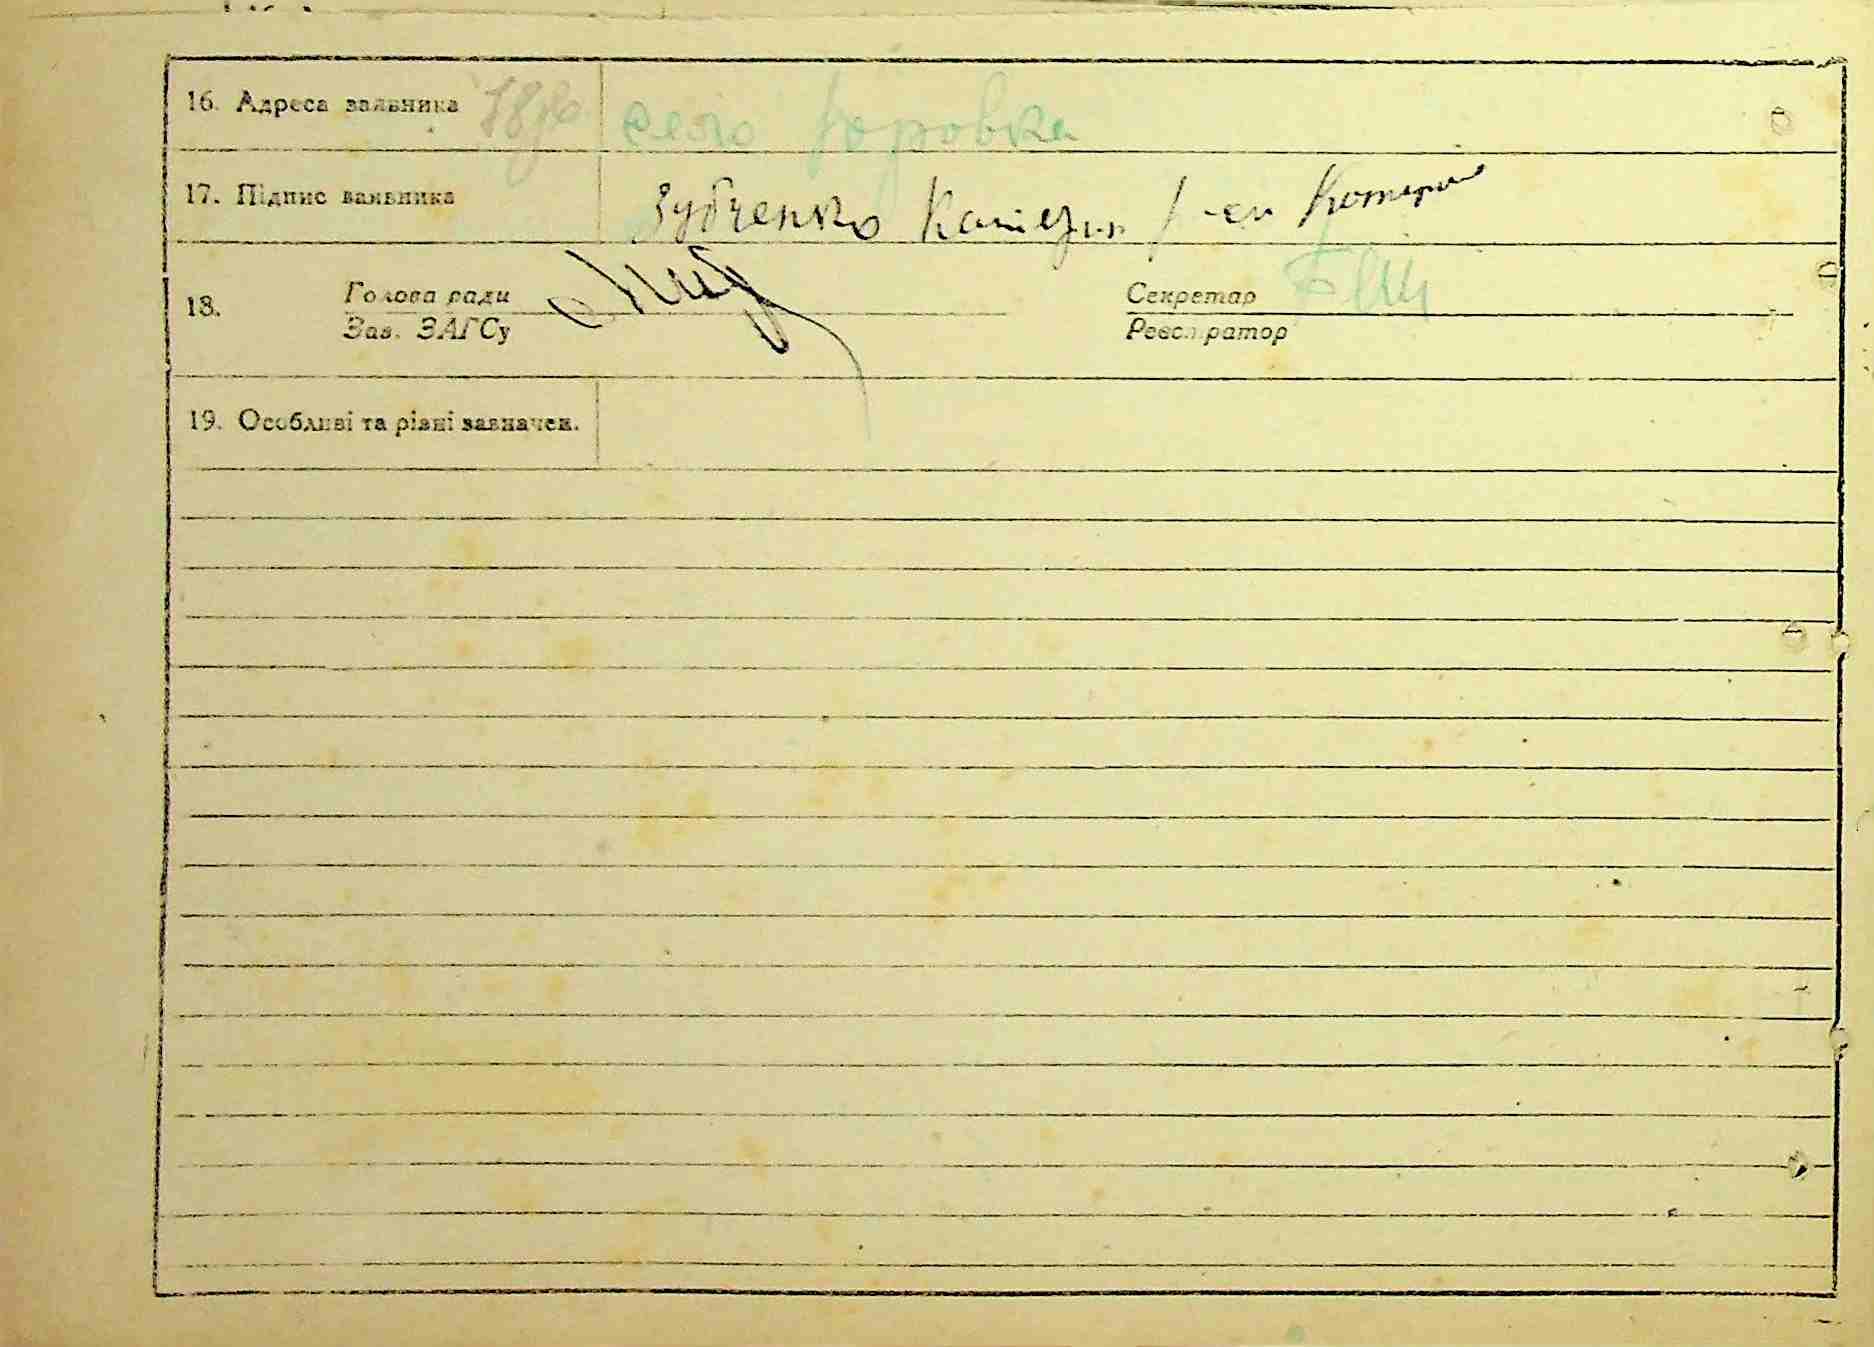 16. Адреса заявника село Юровка
17. Підпис заявника Зубченко Катерин
18. Голова ради Секретар
Зав. ЗАГСу Реєстратор
19. Особливі та різні зазначен.